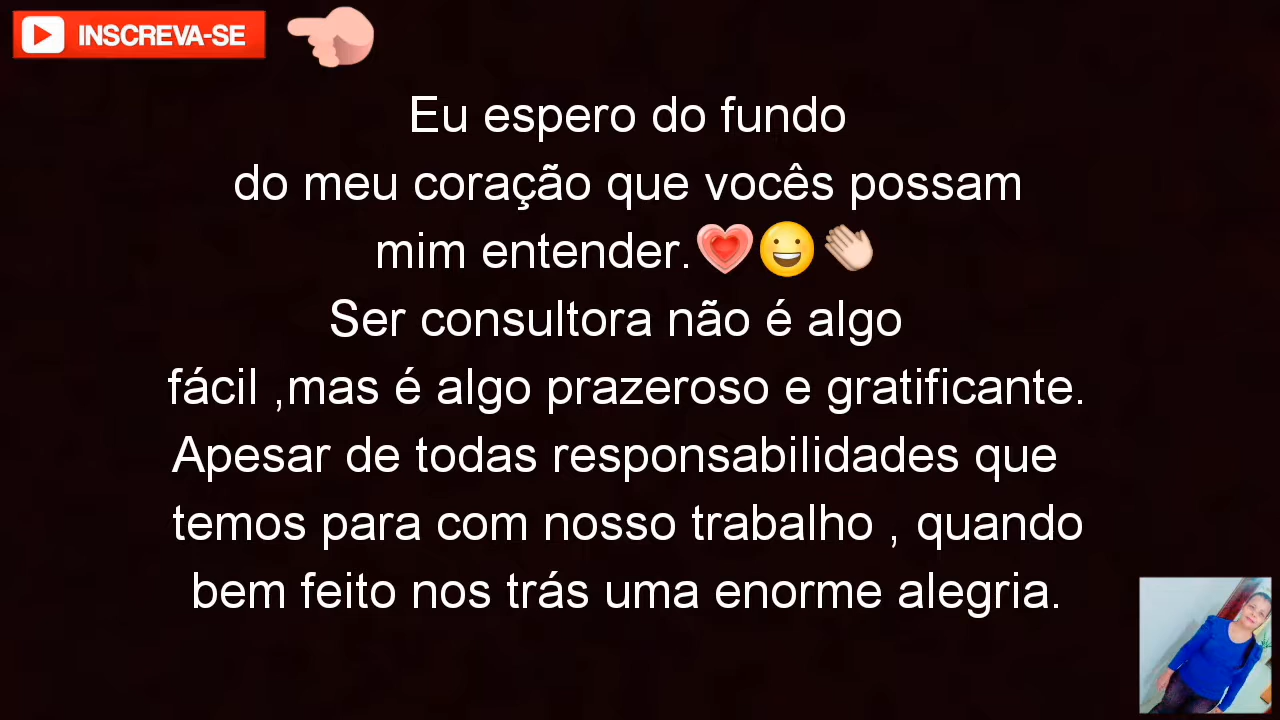 INSCREVA-SE
Eu espero do fundo
do meu coração que vocês possam
mim entender.💗😀👏
Ser consultora não é algo
fácil ,mas é algo prazeroso e gratificante.
Apesar de todas responsabilidades que
temos para com nosso trabalho , quando
bem feito nos trás uma enorme alegria.